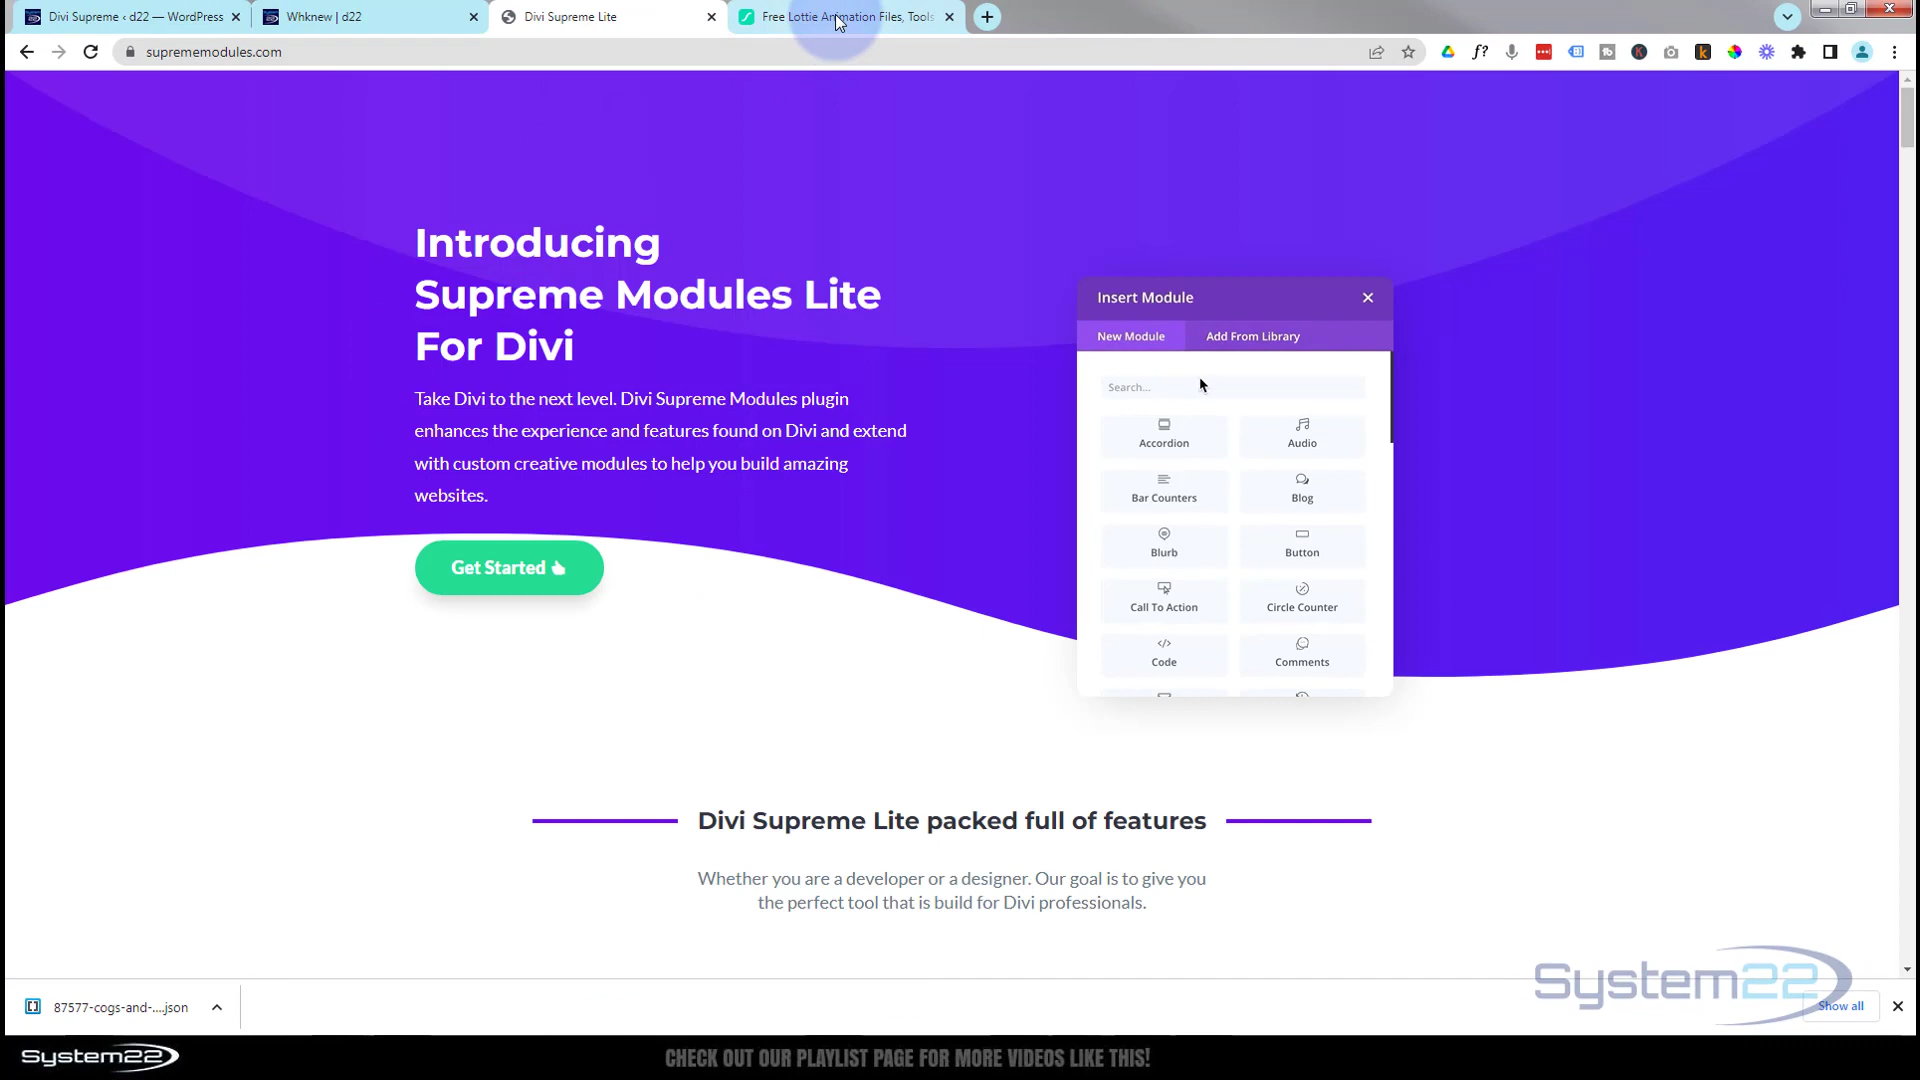 Divi Supreme ‹ d22 — WordPress
Whknew | d22
Divi Supreme Lite
Free Lottie Animation Files, Tools
suprememodules.com
Introducing
Supreme Modules Lite
For Divi
Take Divi to the next level. Divi Supreme Modules plugin
enhances the experience and features found on Divi and extend
with custom creative modules to help you build amazing
websites.
Get Started
Insert Module
New Module
Add From Library
Search...
Accordion
Audio
Bar Counters
Blog
Blurb
Button
Call To Action
Circle Counter
Code
Comments
Divi Supreme Lite packed full of features
Whether you are a developer or a designer. Our goal is to give you
the perfect tool that is build for Divi professionals.
87577-cogs-and-....json
System22
Show all
System22
CHECK OUT OUR PLAYLIST PAGE FOR MORE VIDEOS LIKE THIS!